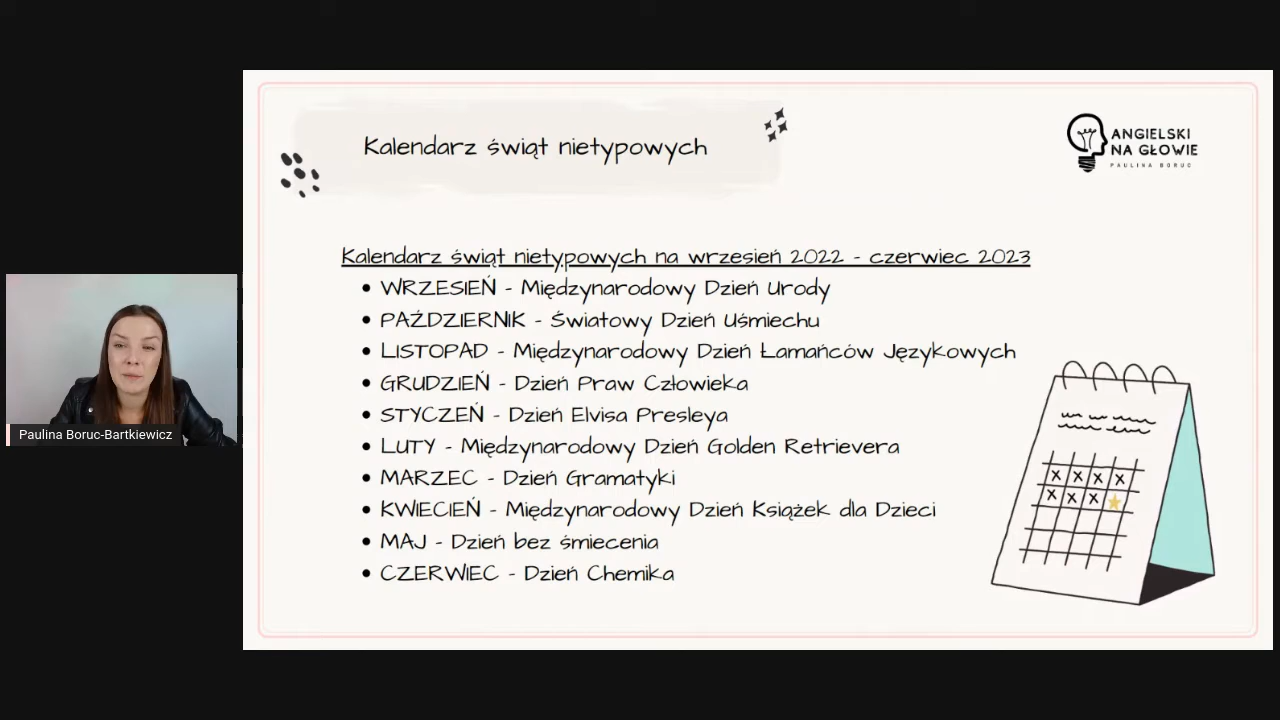 Kalendarz świąt nietypowych
ANGIELSKI
NA GŁOWIE
PAULINA BORUC
Kalendarz świąt nietypowych na wrzesień 2022 - czerwiec 2023
• WRZESIEŃ - Międzynarodowy Dzień Urody
• PAŹDZIERNIK - Światowy Dzień Uśmiechu
• LISTOPAD - Międzynarodowy Dzień Łamańców Językowych
• GRUDZIEŃ - Dzień Praw Człowieka
• STYCZEŃ - Dzień Elvisa Presleya
• LUTY - Międzynarodowy Dzień Golden Retrievera
• MARZEC - Dzień Gramatyki
• KWIECIEŃ - Międzynarodowy Dzień Książek dla Dzieci
• MAJ - Dzień bez śmiecenia
• CZERWIEC - Dzień Chemika
Paulina Boruc-Bartkiewicz